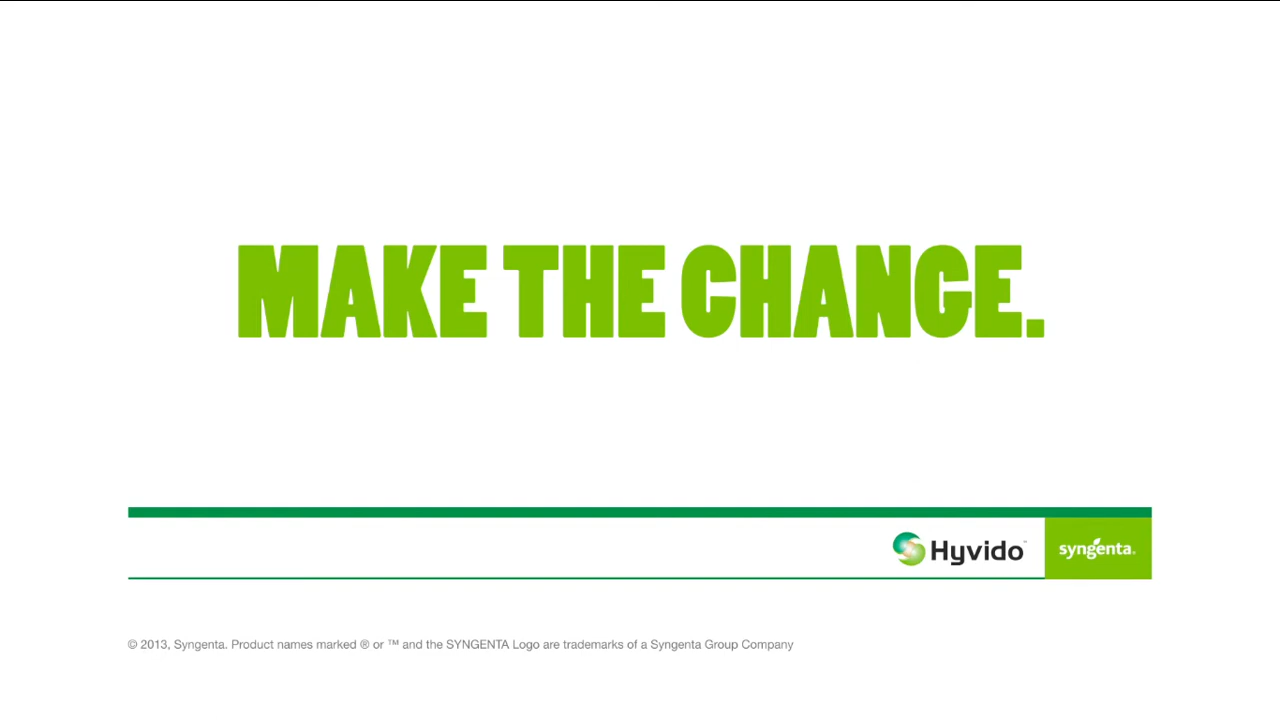 MAKE THE CHANGE.
Hyvido™ syngenta®
© 2013, Syngenta. Product names marked ® or ™ and the SYNGENTA Logo are trademarks of a Syngenta Group Company